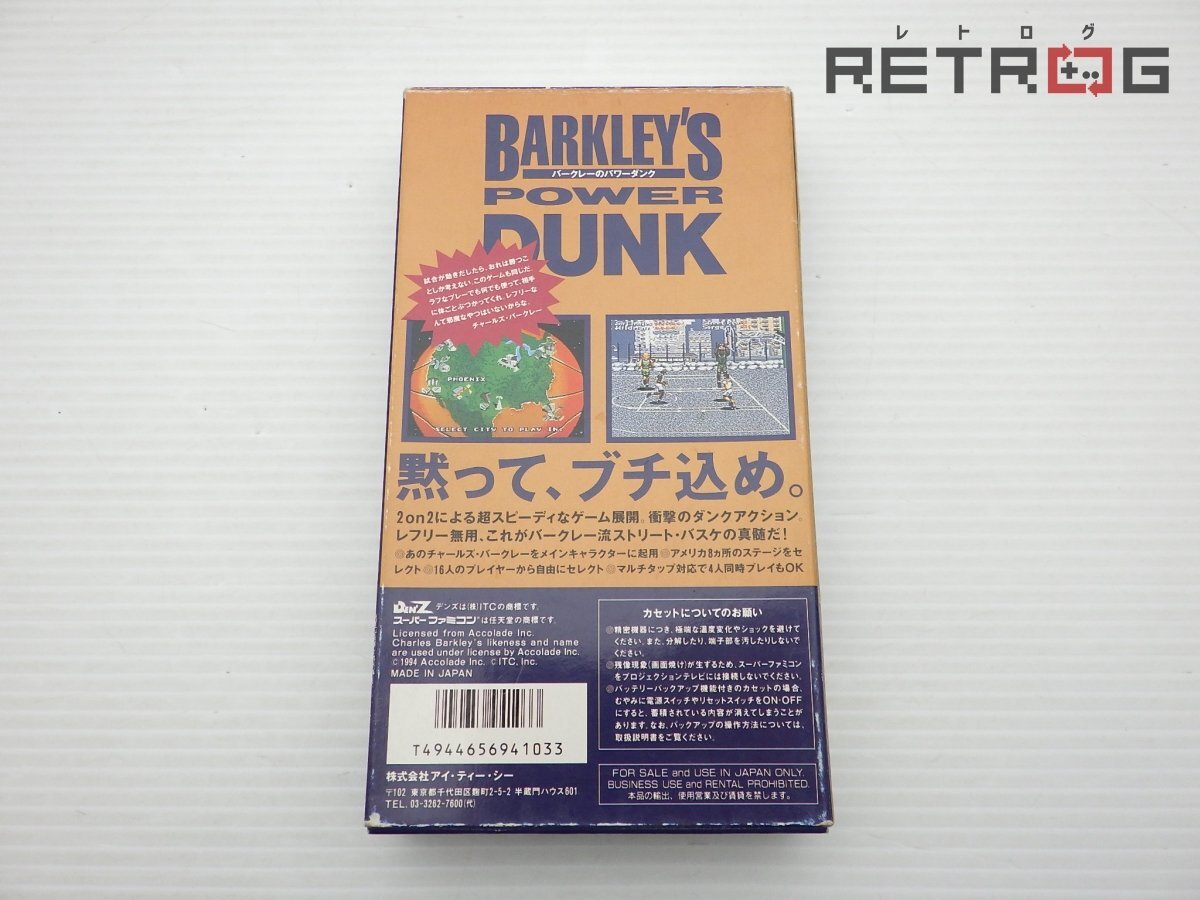 レトログ
RETROG
BARKLEY'S
バークレーのパワーダンク
POWER
DUNK
試合が動きだしたら、おれは勝つこ
としか考えない。このゲームも同じだ。
ラフなプレーでも何でも使って、相手
に体ごとぶつかってくれ。レフリーな
んて邪魔なやつはいないからな。
チャールズ・バークレー
PHOENIX
SELECT CITY TO PLAY IN:
黙って、ブチ込め。
2on2による超スピーディなゲーム展開。衝撃のダンクアクション。
レフリー無用、これがバークレー流ストリート・バスケの真髄だ!
◎あのチャールズ・バークレーをメインキャラクターに起用 ◎アメリカ8ヵ所のステージをセ
レクト ◎16人のプレイヤーから自由にセレクト ◎マルチタップ対応で4人同時プレイもOK
DEN'Z デンズは(株)ITCの商標です。
スーパーファミコン®は任天堂の商標です。
Licensed from Accolade Inc.
Charles Barkley's likeness and name
are used under license by Accolade Inc.
©1994 Accolade Inc. ©ITC, Inc.
MADE IN JAPAN
T4944656941033
株式会社アイ・ティー・シー
〒102 東京都千代田区麹町2-5-2 半蔵門ハウス601
TEL. 03-3262-7600(代)
カセットについてのお願い
◎精密機器につき、極端な温度変化やショックを避けて
ください。また、分解したり、端子部を汚したりしないで
ください。
◎残像現象(画面焼け)が生ずるため、スーパーファミコン
をプロジェクションテレビには接続しないでください。
◎バッテリーバックアップ機能付きのカセットの場合、
むやみに電源スイッチやリセットスイッチをON・OFF
にすると、蓄積されている内容が消えてしまうことが
あります。なお、バックアップの操作方法については、
取扱説明書をご覧ください。
FOR SALE and USE IN JAPAN ONLY.
BUSINESS USE and RENTAL PROHIBITED.
本品の輸出、使用営業及び賃貸を禁じます。